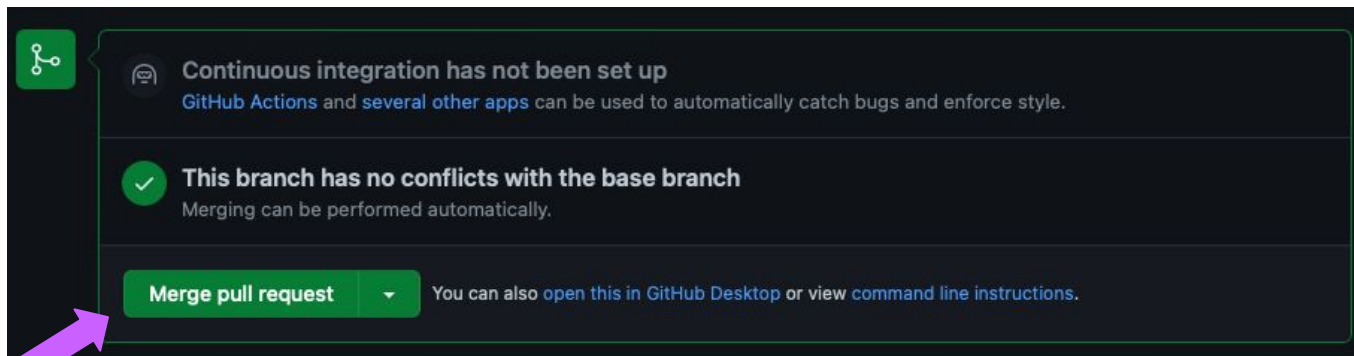 Continuous integration has not been set up
GitHub Actions and several other apps can be used to automatically catch bugs and enforce style.
This branch has no conflicts with the base branch
Merging can be performed automatically.
Merge pull request You can also open this in GitHub Desktop or view command line instructions.